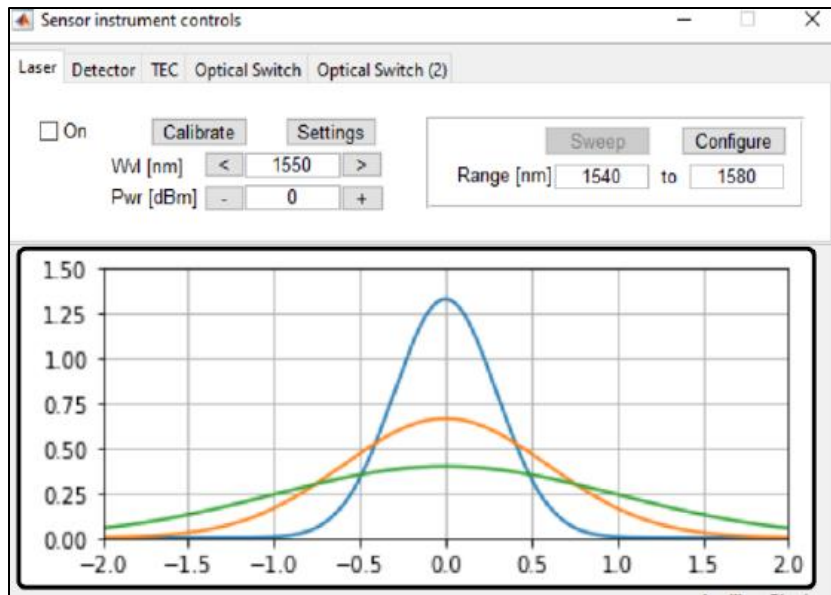 Sensor instrument controls
Laser Detector TEC Optical Switch Optical Switch (2)
On Calibrate Settings
Sweep Configure
Wvl [nm] < 1550 >
Range [nm] 1540 to 1580
Pwr [dBm] - 0 +
1.50
1.25
1.00
0.75
0.50
0.25
0.00
−2.0 −1.5 −1.0 −0.5 0.0 0.5 1.0 1.5 2.0